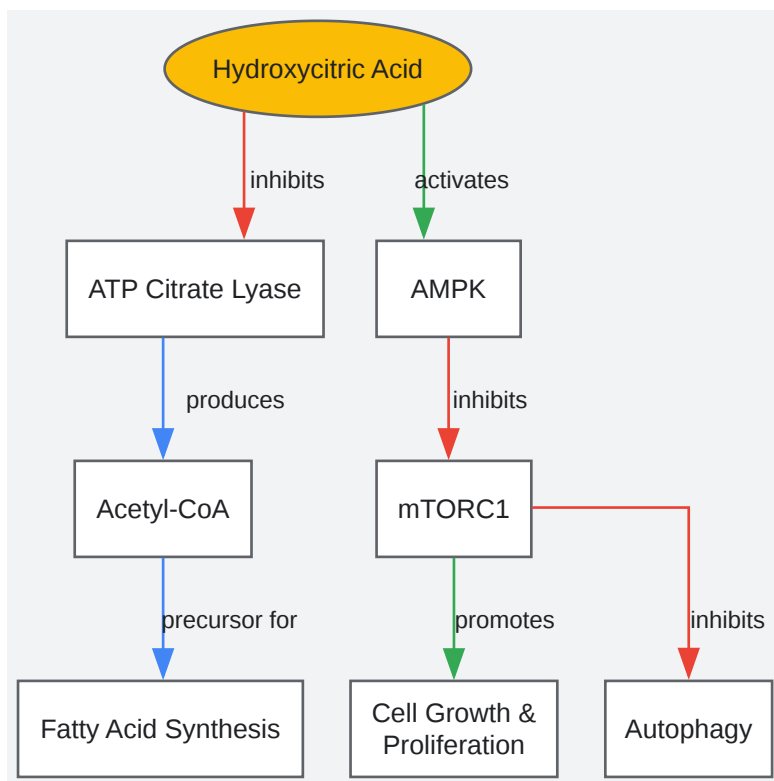 Hydroxycitric Acid
inhibits
activates
ATP Citrate Lyase
AMPK
produces
inhibits
Acetyl-CoA
mTORC1
precursor for
promotes
inhibits
Fatty Acid Synthesis
Cell Growth &
Proliferation
Autophagy